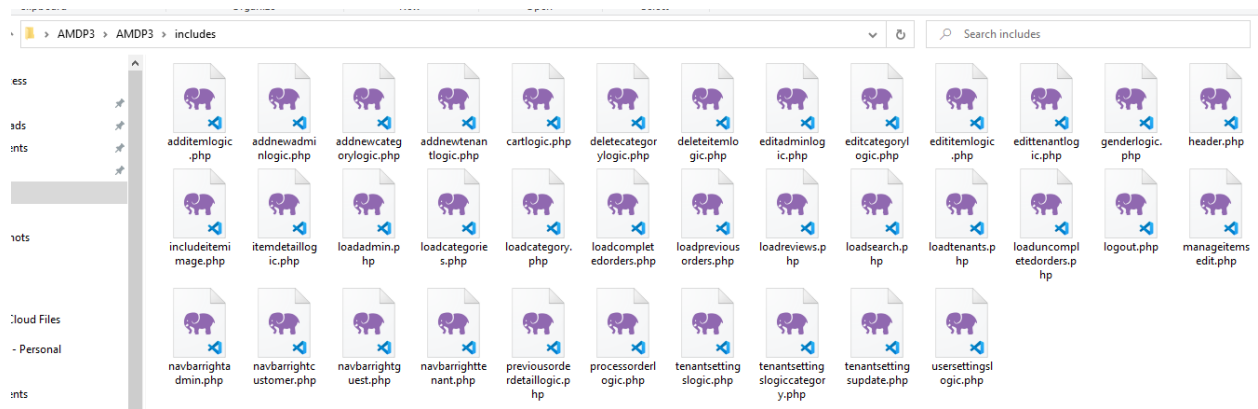 AMDP3 > AMDP3 > includes
Search includes
ess
ads
ents
nots
Cloud Files
- Personal
ents
additemlogic
.php
addnewadmi
nlogic.php
addnewcateg
orylogic.php
addnewtenan
tlogic.php
cartlogic.php
deletecategor
ylogic.php
deleteitemlo
gic.php
editadminlog
ic.php
editcategoryl
ogic.php
edititemlogic
.php
edittenantlog
ic.php
genderlogic.
php
header.php
includeitemi
mage.php
itemdetaillog
ic.php
loadadmin.p
hp
loadcategorie
s.php
loadcategory.
php
loadcomplet
edorders.php
loadprevious
orders.php
loadreviews.p
hp
loadsearch.p
hp
loadtenants.p
hp
loaduncompl
etedorders.p
hp
logout.php
manageitems
edit.php
navbarrighta
dmin.php
navbarrightc
ustomer.php
navbarrightg
uest.php
navbarrightte
nant.php
previousorde
rdetaillogic.p
hp
processorderl
ogic.php
tenantsetting
slogic.php
tenantsetting
slogiccategor
y.php
tenantsetting
supdate.php
usersettingsl
ogic.php